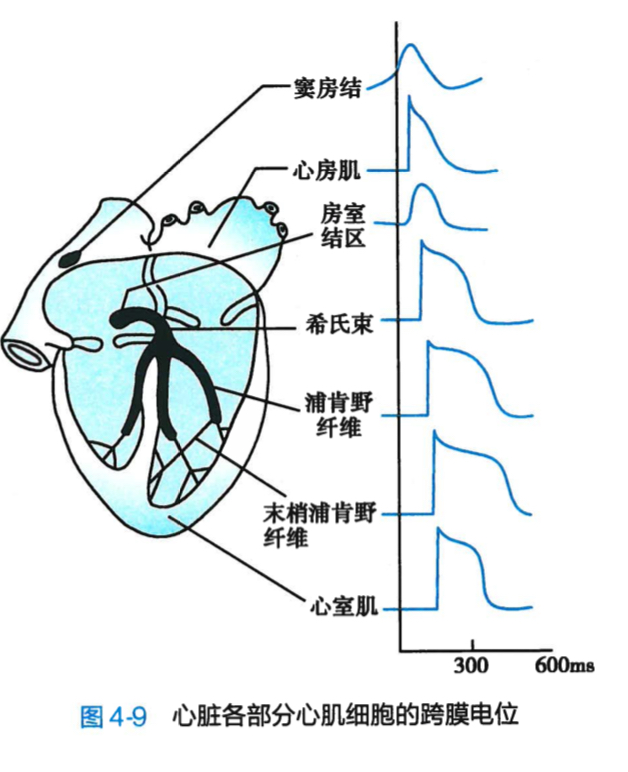 窦房结
心房肌
房室
结区
希氏束
浦肯野
纤维
末梢浦肯野
纤维
心室肌
300 600ms
图 4-9 心脏各部分心肌细胞的跨膜电位